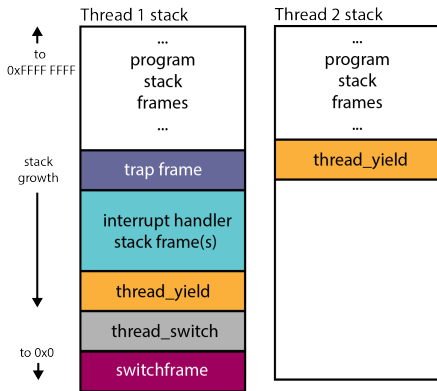 Thread 1 stack
Thread 2 stack
to
0xFFFF FFFF
stack
growth
to 0x0
...
program
stack
frames
...
trap frame
interrupt handler
stack frame(s)
thread_yield
thread_switch
switchframe
...
program
stack
frames
...
thread_yield